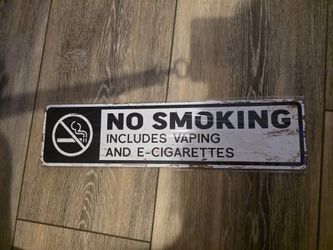 NO SMOKING
INCLUDES VAPING
AND E-CIGARETTES